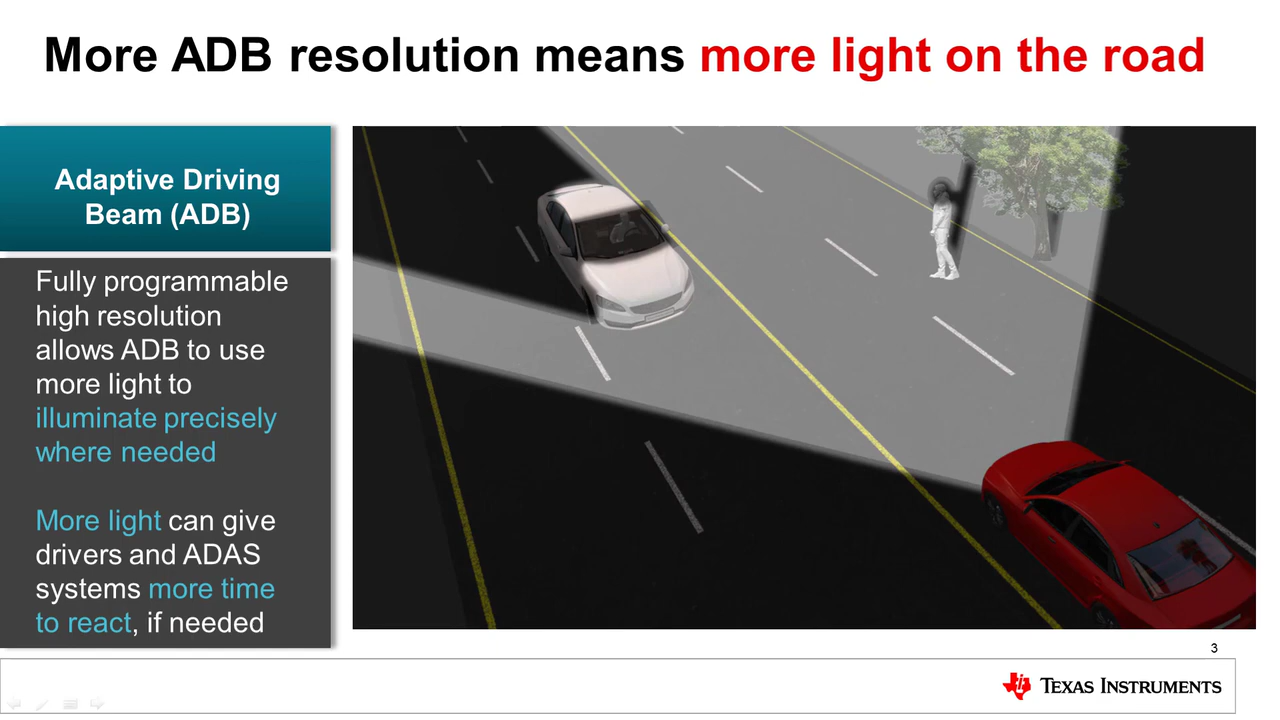 More ADB resolution means more light on the road
Adaptive Driving
Beam (ADB)
Fully programmable
high resolution
allows ADB to use
more light to
illuminate precisely
where needed
More light can give
drivers and ADAS
systems more time
to react, if needed
3
TEXAS INSTRUMENTS